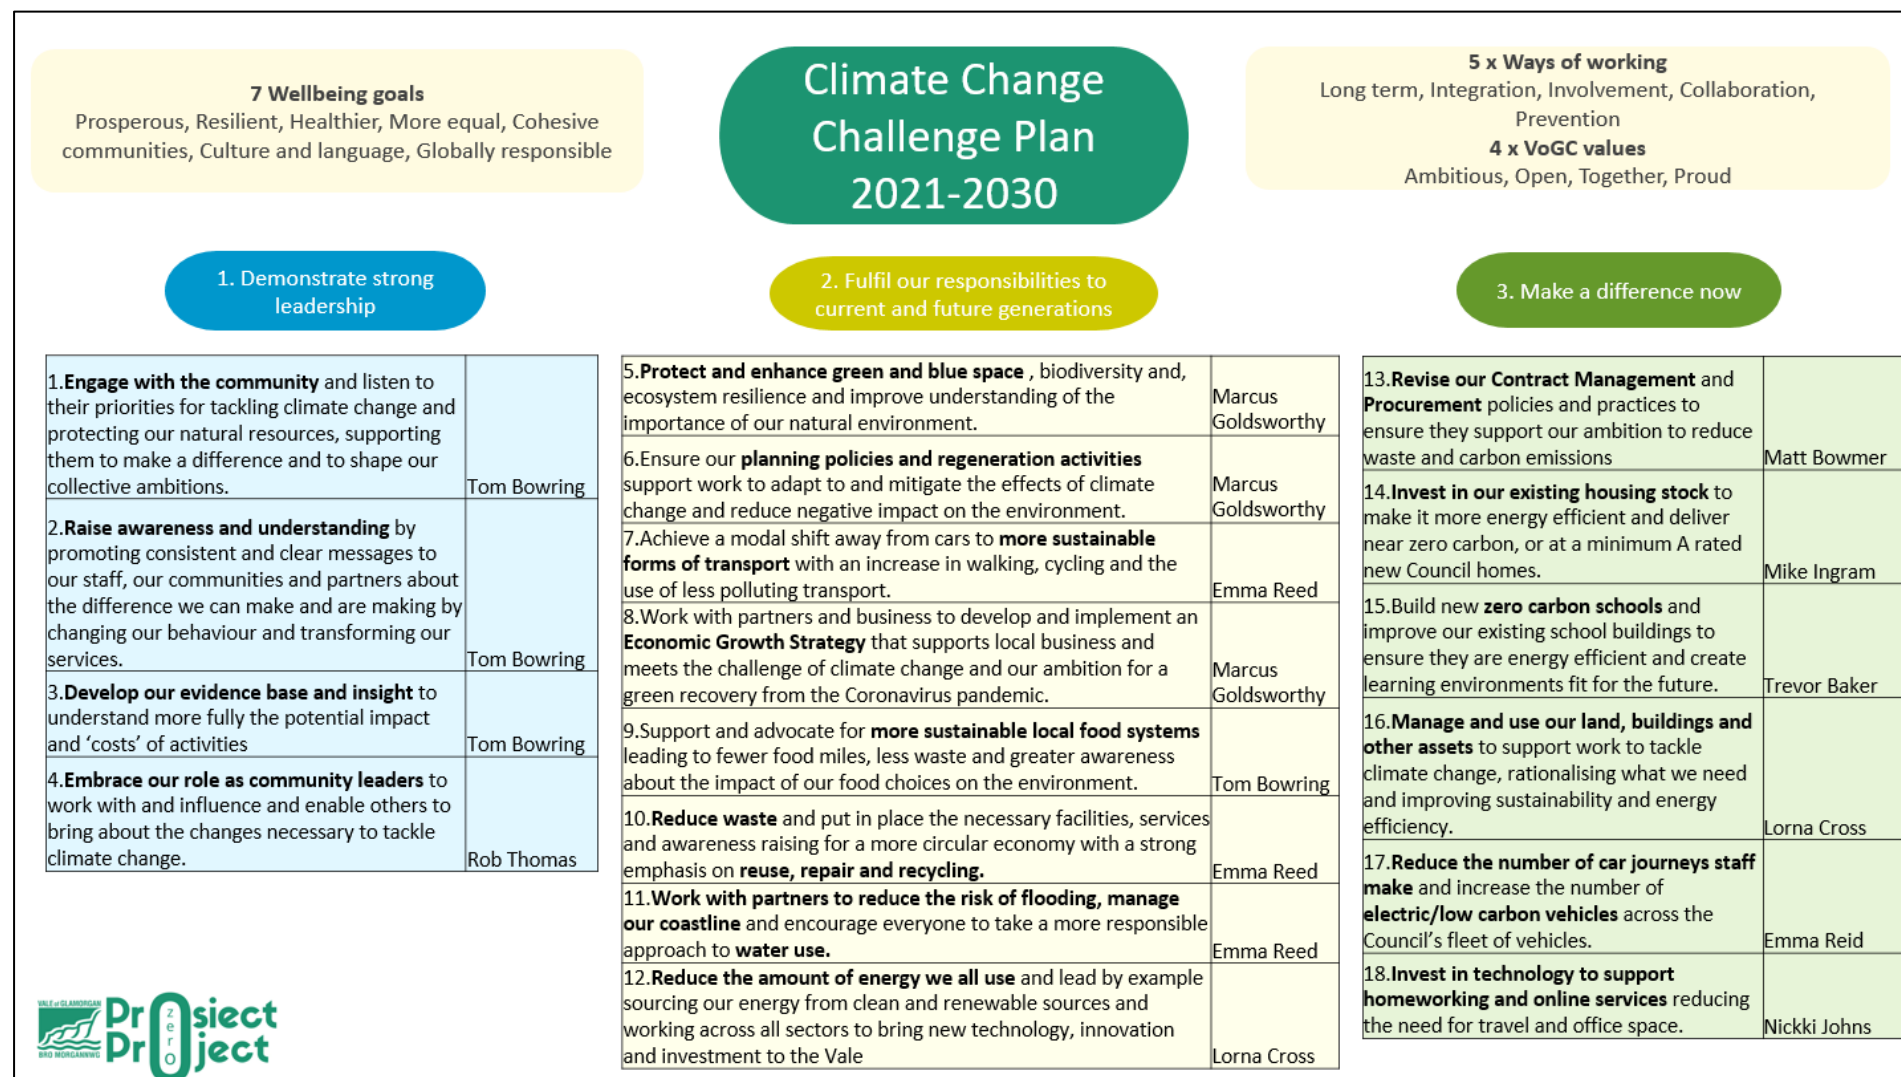 7 Wellbeing goals
Prosperous, Resilient, Healthier, More equal, Cohesive
communities, Culture and language, Globally responsible
Climate Change
Challenge Plan
2021-2030
5 x Ways of working
Long term, Integration, Involvement, Collaboration,
Prevention
4 x VoGC values
Ambitious, Open, Together, Proud
1. Demonstrate strong
leadership
1.Engage with the community and listen to
their priorities for tackling climate change and
protecting our natural resources, supporting
them to make a difference and to shape our
collective ambitions.
Tom Bowring
2.Raise awareness and understanding by
promoting consistent and clear messages to
our staff, our communities and partners about
the difference we can make and are making by
changing our behaviour and transforming our
services.
Tom Bowring
3.Develop our evidence base and insight to
understand more fully the potential impact
and ‘costs’ of activities
Tom Bowring
4.Embrace our role as community leaders to
work with and influence and enable others to
bring about the changes necessary to tackle
climate change.
Rob Thomas
2. Fulfil our responsibilities to
current and future generations
5.Protect and enhance green and blue space , biodiversity and,
ecosystem resilience and improve understanding of the
importance of our natural environment.
Marcus
Goldsworthy
6.Ensure our planning policies and regeneration activities
support work to adapt to and mitigate the effects of climate
change and reduce negative impact on the environment.
Marcus
Goldsworthy
7.Achieve a modal shift away from cars to more sustainable
forms of transport with an increase in walking, cycling and the
use of less polluting transport.
Emma Reed
8.Work with partners and business to develop and implement an
Economic Growth Strategy that supports local business and
meets the challenge of climate change and our ambition for a
green recovery from the Coronavirus pandemic.
Marcus
Goldsworthy
9.Support and advocate for more sustainable local food systems
leading to fewer food miles, less waste and greater awareness
about the impact of our food choices on the environment.
Tom Bowring
10.Reduce waste and put in place the necessary facilities, services
and awareness raising for a more circular economy with a strong
emphasis on reuse, repair and recycling.
Emma Reed
11.Work with partners to reduce the risk of flooding, manage
our coastline and encourage everyone to take a more responsible
approach to water use.
Emma Reed
12.Reduce the amount of energy we all use and lead by example
sourcing our energy from clean and renewable sources and
working across all sectors to bring new technology, innovation
and investment to the Vale
Lorna Cross
3. Make a difference now
13.Revise our Contract Management and
Procurement policies and practices to
ensure they support our ambition to reduce
waste and carbon emissions
Matt Bowmer
14.Invest in our existing housing stock to
make it more energy efficient and deliver
near zero carbon, or at a minimum A rated
new Council homes.
Mike Ingram
15.Build new zero carbon schools and
improve our existing school buildings to
ensure they are energy efficient and create
learning environments fit for the future.
Trevor Baker
16.Manage and use our land, buildings and
other assets to support work to tackle
climate change, rationalising what we need
and improving sustainability and energy
efficiency.
Lorna Cross
17.Reduce the number of car journeys staff
make and increase the number of
electric/low carbon vehicles across the
Council’s fleet of vehicles.
Emma Reid
18.Invest in technology to support
homeworking and online services reducing
the need for travel and office space.
Nickki Johns
VALE of GLAMORGAN
BRO MORGANNWG
Prosiect
zero
Project